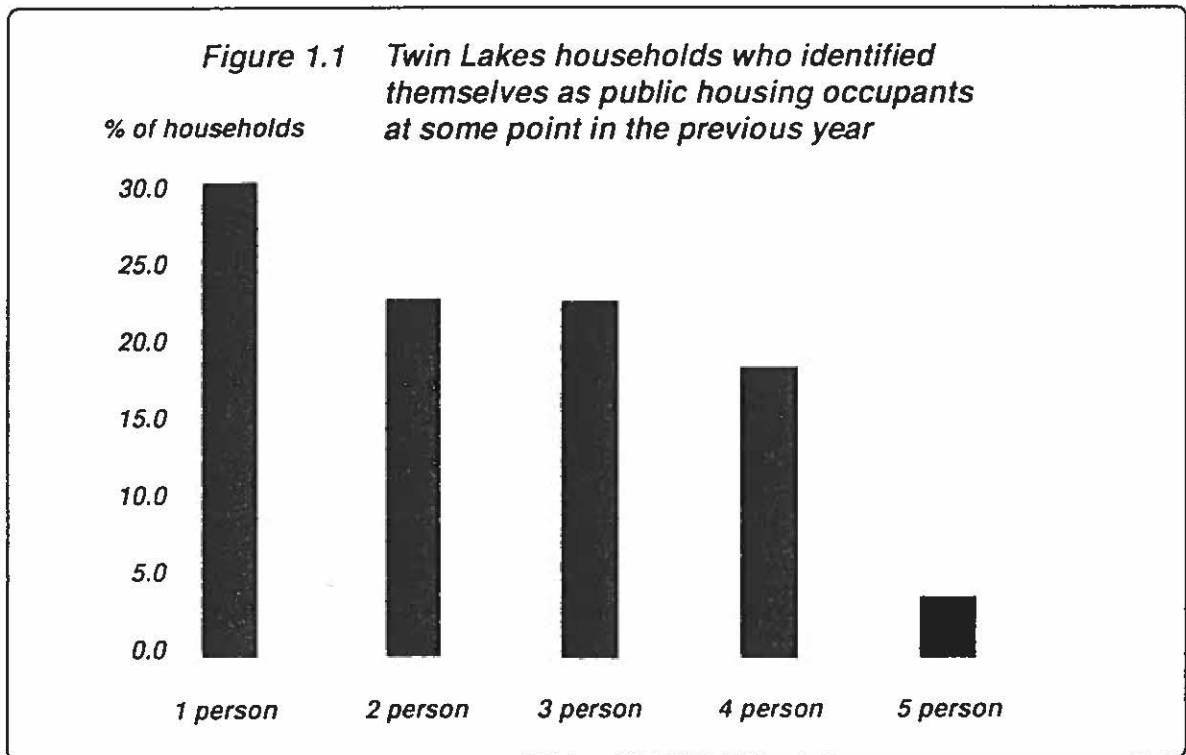 Figure 1.1 Twin Lakes households who identified
themselves as public housing occupants
at some point in the previous year
% of households
30.0
25.0
20.0
15.0
10.0
5.0
0.0
1 person 2 person 3 person 4 person 5 person